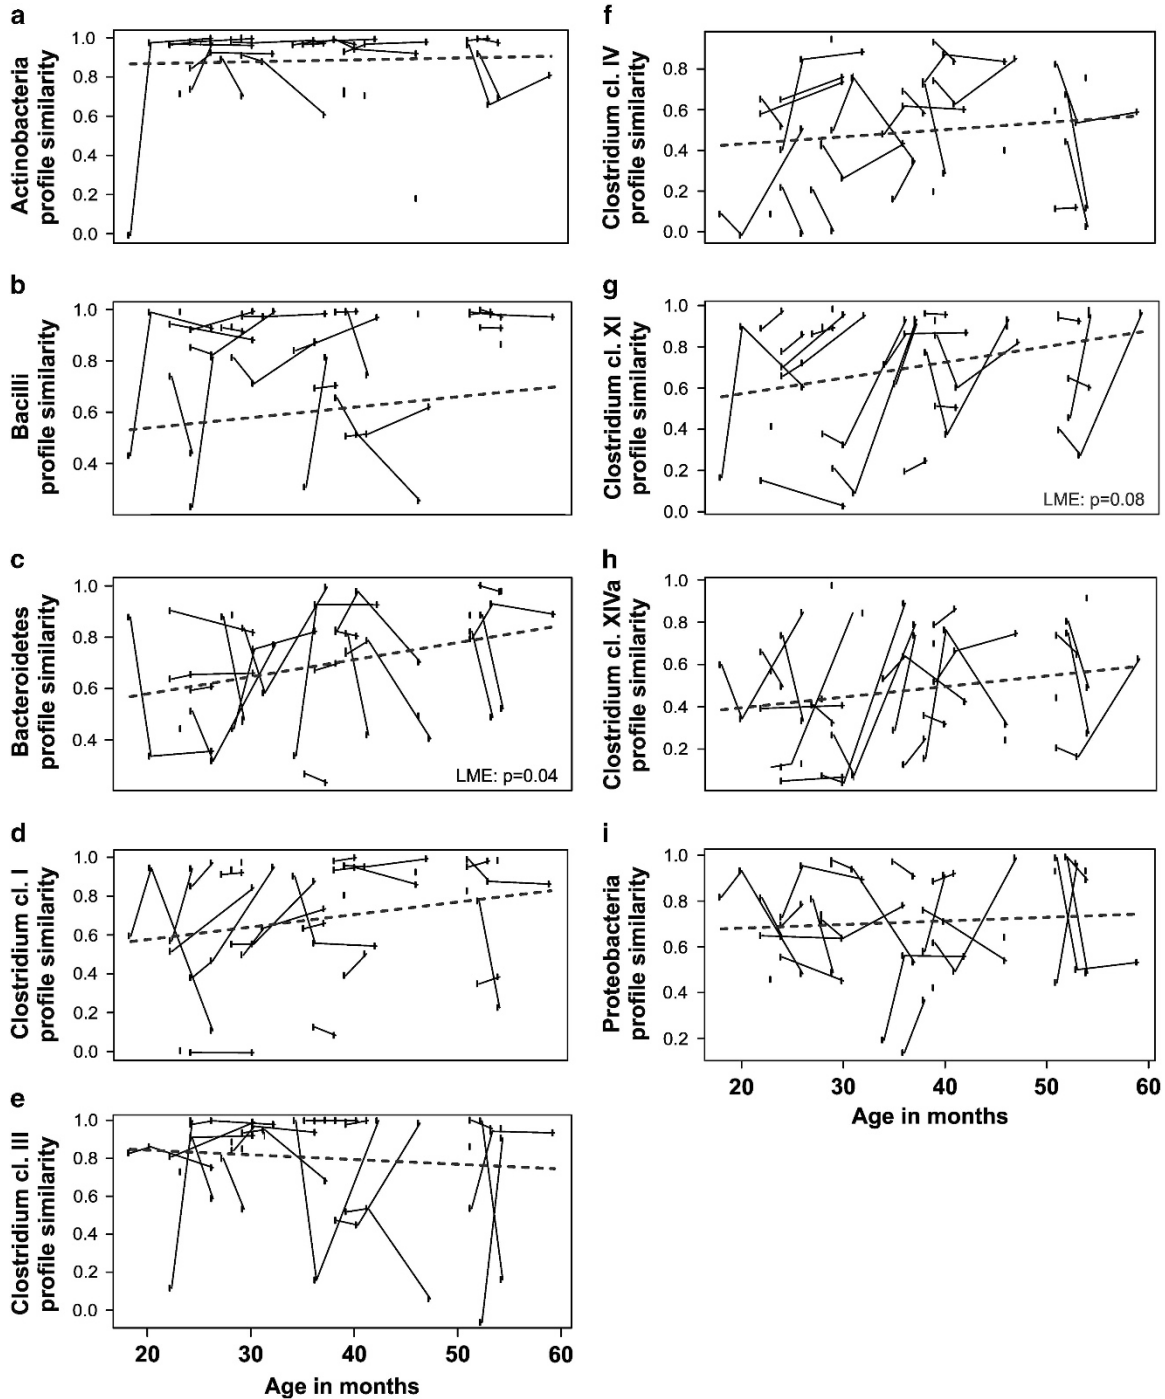 a
Actinobacteria
profile similarity
1.0
0.8
0.6
0.4
0.2
0.0
b
Bacilli
profile similarity
1.0
0.8
0.6
0.4
c
Bacteroidetes
profile similarity
1.0
0.8
0.6
0.4
LME: p=0.04
d
Clostridium cl. I
profile similarity
1.0
0.8
0.6
0.4
0.2
0.0
e
Clostridium cl. III
profile similarity
1.0
0.8
0.6
0.4
0.2
0.0
20 30 40 50 60
Age in months
f
Clostridium cl. IV
profile similarity
0.8
0.6
0.4
0.2
0.0
g
Clostridium cl. XI
profile similarity
1.0
0.8
0.6
0.4
0.2
0.0
LME: p=0.08
h
Clostridium cl. XIVa
profile similarity
1.0
0.8
0.6
0.4
0.2
i
Proteobacteria
profile similarity
1.0
0.8
0.6
0.4
0.2
20 30 40 50 60
Age in months